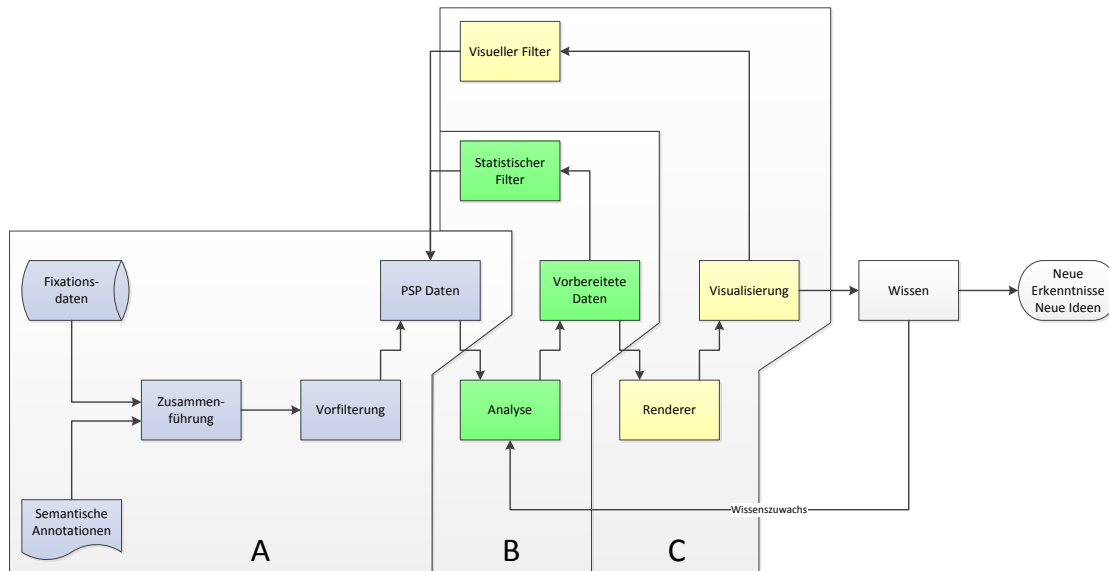 Visueller Filter
Statistischer
Filter
Fixations-
daten
PSP Daten
Vorbereitete
Daten
Visualisierung
Wissen
Neue
Erkenntnisse
Neue Ideen
Zusammen-
führung
Vorfilterung
Analyse
Renderer
Semantische
Annotationen
Wissenszuwachs
A
B
C